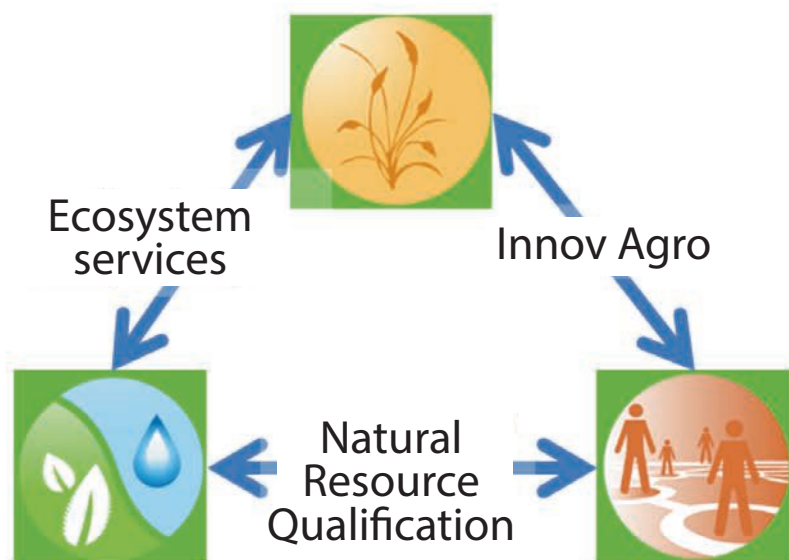 Ecosystem
services
Innov Agro
Natural
Resource
Qualification